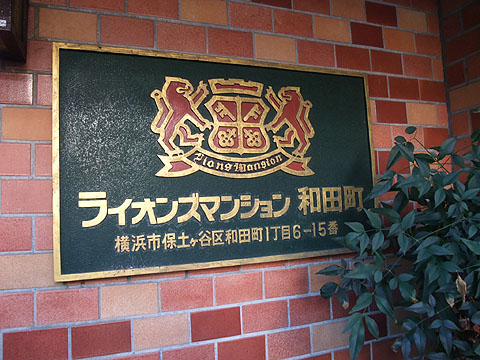 Lions Mansion
ライオンズマンション 和田町
横浜市保土ヶ谷区和田町1丁目6-15番